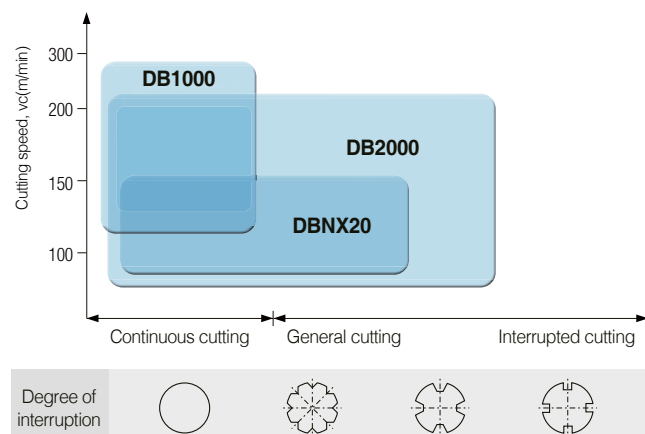 Cutting speed, vc(m/min)
300
200
150
100
DB1000
DB2000
DBNX20
Continuous cutting
General cutting
Interrupted cutting
Degree of
interruption